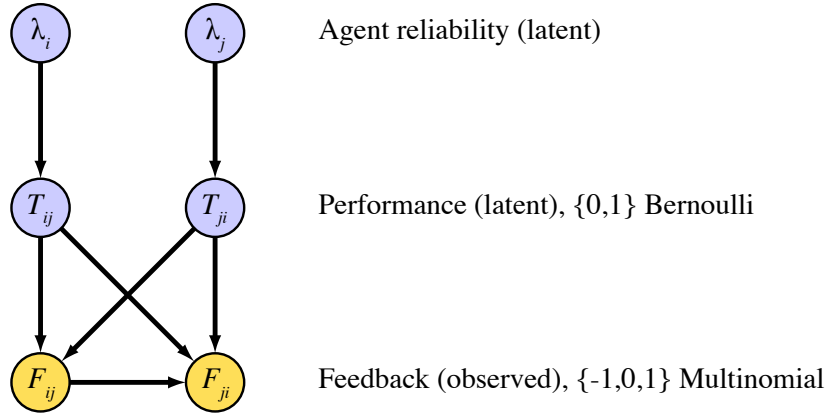 λi λj Agent reliability (latent)
Tij Tji Performance (latent), {0,1} Bernoulli
Fij Fji Feedback (observed), {-1,0,1} Multinomial